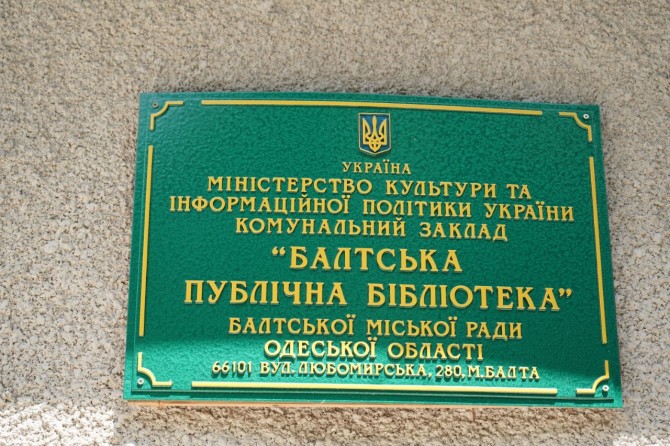 УКРАЇНА
МІНІСТЕРСТВО КУЛЬТУРИ ТА
ІНФОРМАЦІЙНОЇ ПОЛІТИКИ УКРАЇНИ
КОМУНАЛЬНИЙ ЗАКЛАД
“БАЛТСЬКА
ПУБЛІЧНА БІБЛІОТЕКА”
БАЛТСЬКОЇ МІСЬКОЇ РАДИ
ОДЕСЬКОЇ ОБЛАСТІ
66101 ВУЛ. ЛЮБОМИРСЬКА, 280, М.БАЛТА